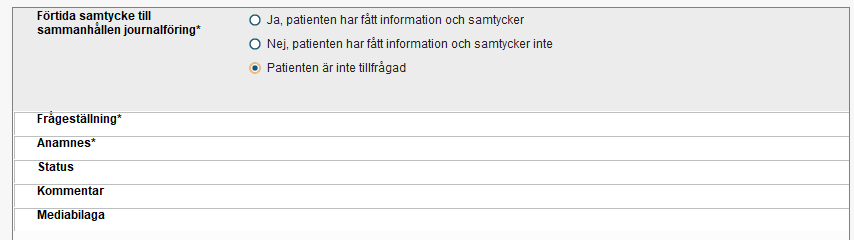 Förtida samtycke till
sammanhållen journalföring*
Ja, patienten har fått information och samtycker
Nej, patienten har fått information och samtycker inte
Patienten är inte tillfrågad
Frågeställning*
Anamnes*
Status
Kommentar
Mediabilaga